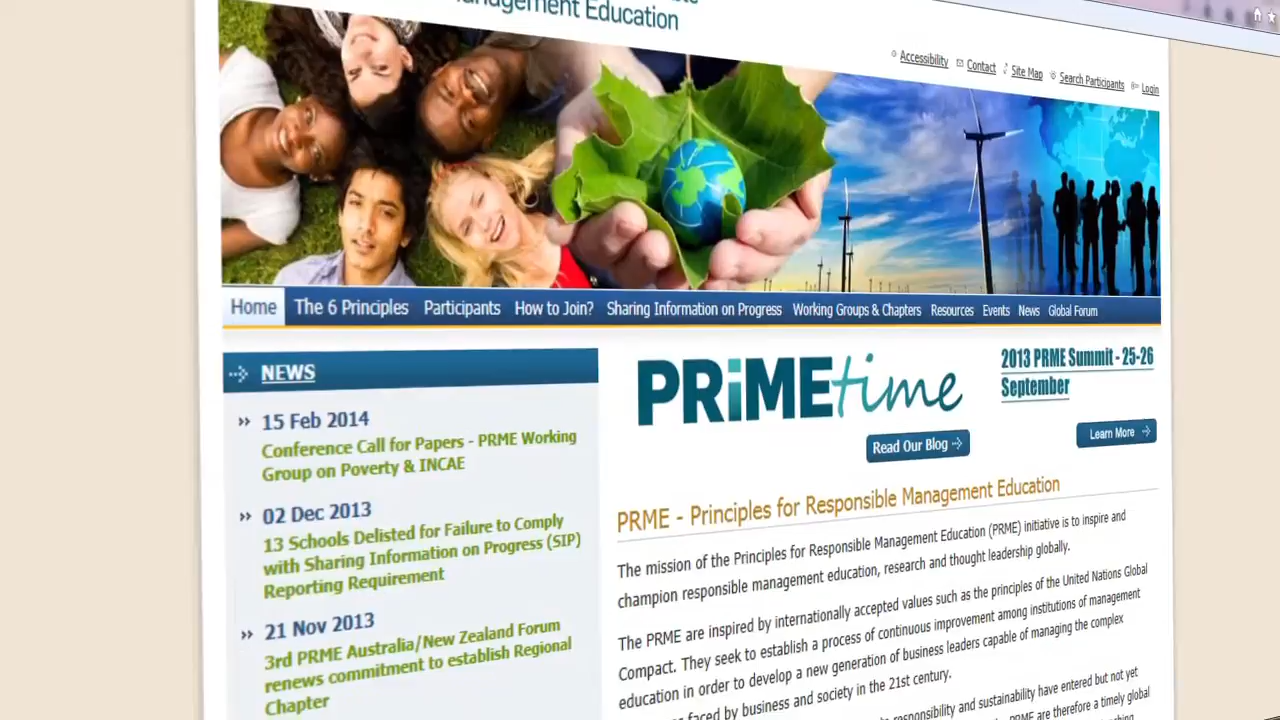 Management Education
Accessibility Contact Site Map Search Participants Login
Home The 6 Principles Participants How to Join? Sharing Information on Progress Working Groups & Chapters Resources Events News Global Forum
NEWS
15 Feb 2014
Conference Call for Papers - PRME Working
Group on Poverty & INCAE
02 Dec 2013
13 Schools Delisted for Failure to Comply
with Sharing Information on Progress (SIP)
Reporting Requirement
21 Nov 2013
3rd PRME Australia/New Zealand Forum
renews commitment to establish Regional
Chapter
PRiMEtime
Read Our Blog
2013 PRME Summit - 25-26
September
Learn More
PRME - Principles for Responsible Management Education
The mission of the Principles for Responsible Management Education (PRME) initiative is to inspire and
champion responsible management education, research and thought leadership globally.
The PRME are inspired by internationally accepted values such as the principles of the United Nations Global
Compact. They seek to establish a process of continuous improvement among institutions of management
education in order to develop a new generation of business leaders capable of managing the complex
faced by business and society in the 21st century.
responsibility and sustainability have entered but not yet
PRME are therefore a timely global